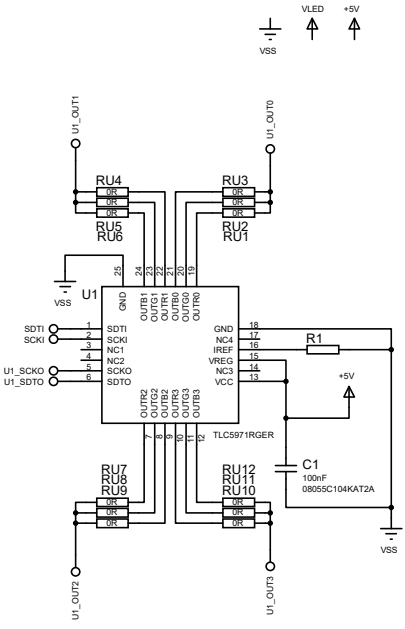 VLED
+5V
VSS
U1_OUT1
U1_OUT0
RU4
0R
0R
0R
RU5
RU6
RU3
0R
0R
0R
RU2
RU1
25
24
23
22
21
20
19
VSS
U1
GND
OUTB1
OUTG1
OUTR1
OUTB0
OUTG0
OUTR0
SDTI
1
SDTI
SCKI
2
SCKI
3
NC1
4
NC2
U1_SCKO
5
SCKO
U1_SDTO
6
SDTO
GND
18
NC4
17
IREF
16
VREG
15
NC3
14
VCC
13
R1
+5V
OUTR2
OUTG2
OUTB2
OUTR3
OUTG3
OUTB3
TLC5971RGER
7
8
9
10
11
12
C1
100nF
08055C104KAT2A
RU7
RU8
RU9
0R
0R
0R
RU12
RU11
RU10
0R
0R
0R
VSS
U1_OUT2
U1_OUT3